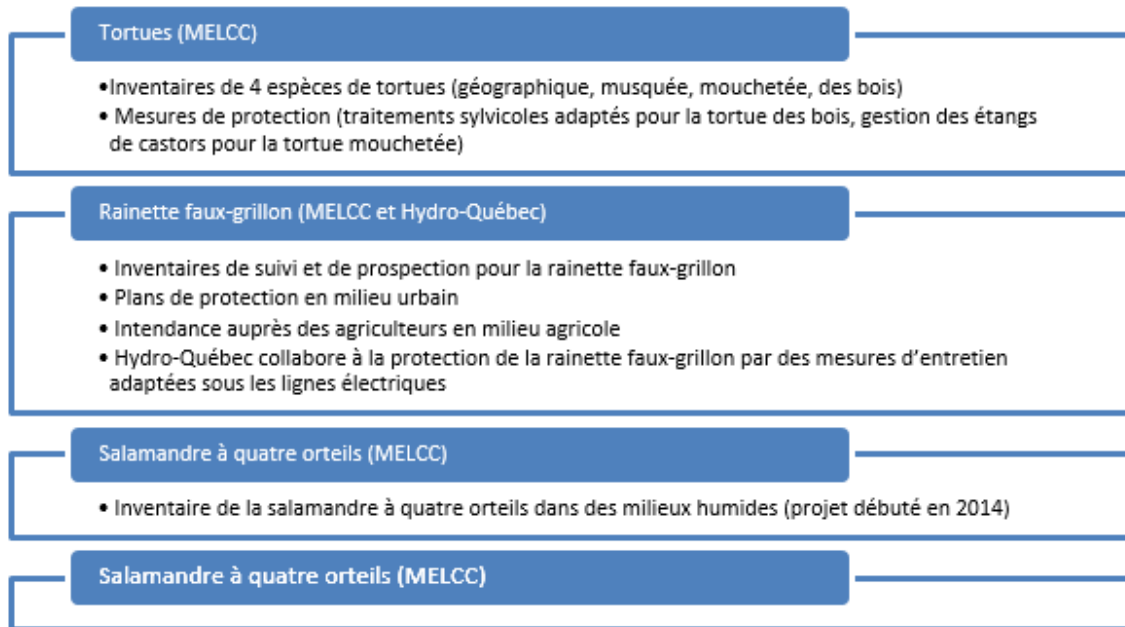 Tortues (MELCC)
•Inventaires de 4 espèces de tortues (géographique, musquée, mouchetée, des bois)
• Mesures de protection (traitements sylvicoles adaptés pour la tortue des bois, gestion des étangs
de castors pour la tortue mouchetée)
Rainette faux-grillon (MELCC et Hydro-Québec)
• Inventaires de suivi et de prospection pour la rainette faux-grillon
• Plans de protection en milieu urbain
• Intendance auprès des agriculteurs en milieu agricole
• Hydro-Québec collabore à la protection de la rainette faux-grillon par des mesures d'entretien
adaptées sous les lignes électriques
Salamandre à quatre orteils (MELCC)
• Inventaire de la salamandre à quatre orteils dans des milieux humides (projet débuté en 2014)
Salamandre à quatre orteils (MELCC)